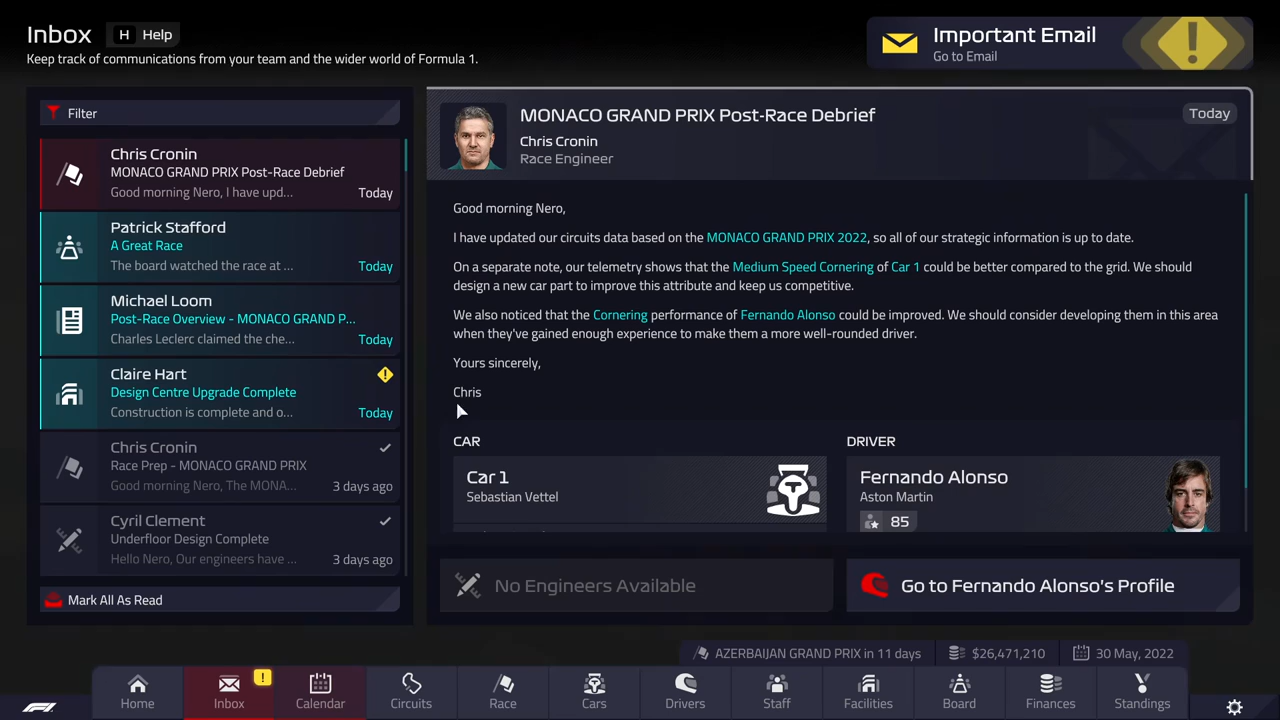 Inbox
H Help
Keep track of communications from your team and the wider world of Formula 1.
Important Email
Go to Email
Filter
Chris Cronin
MONACO GRAND PRIX Post-Race Debrief
Good morning Nero, I have upd...
Today
Patrick Stafford
A Great Race
The board watched the race at ...
Today
Michael Loom
Post-Race Overview - MONACO GRAND P...
Charles Leclerc claimed the che...
Today
Claire Hart
Design Centre Upgrade Complete
Construction is complete and o...
Today
Chris Cronin
Race Prep - MONACO GRAND PRIX
Good morning Nero, The MONA...
3 days ago
Cyril Clement
Underfloor Design Complete
Hello Nero, Our engineers have ...
3 days ago
Mark All As Read
MONACO GRAND PRIX Post-Race Debrief
Today
Chris Cronin
Race Engineer
Good morning Nero,
I have updated our circuits data based on the MONACO GRAND PRIX 2022, so all of our strategic information is up to date.
On a separate note, our telemetry shows that the Medium Speed Cornering of Car 1 could be better compared to the grid. We should
design a new car part to improve this attribute and keep us competitive.
We also noticed that the Cornering performance of Fernando Alonso could be improved. We should consider developing them in this area
when they've gained enough experience to make them a more well-rounded driver.
Yours sincerely,
Chris
CAR
Car 1
Sebastian Vettel
DRIVER
Fernando Alonso
Aston Martin
85
No Engineers Available
Go to Fernando Alonso's Profile
AZERBAIJAN GRAND PRIX in 11 days
$26,471,210
30 May, 2022
Home
Inbox
Calendar
Circuits
Race
Cars
Drivers
Staff
Facilities
Board
Finances
Standings